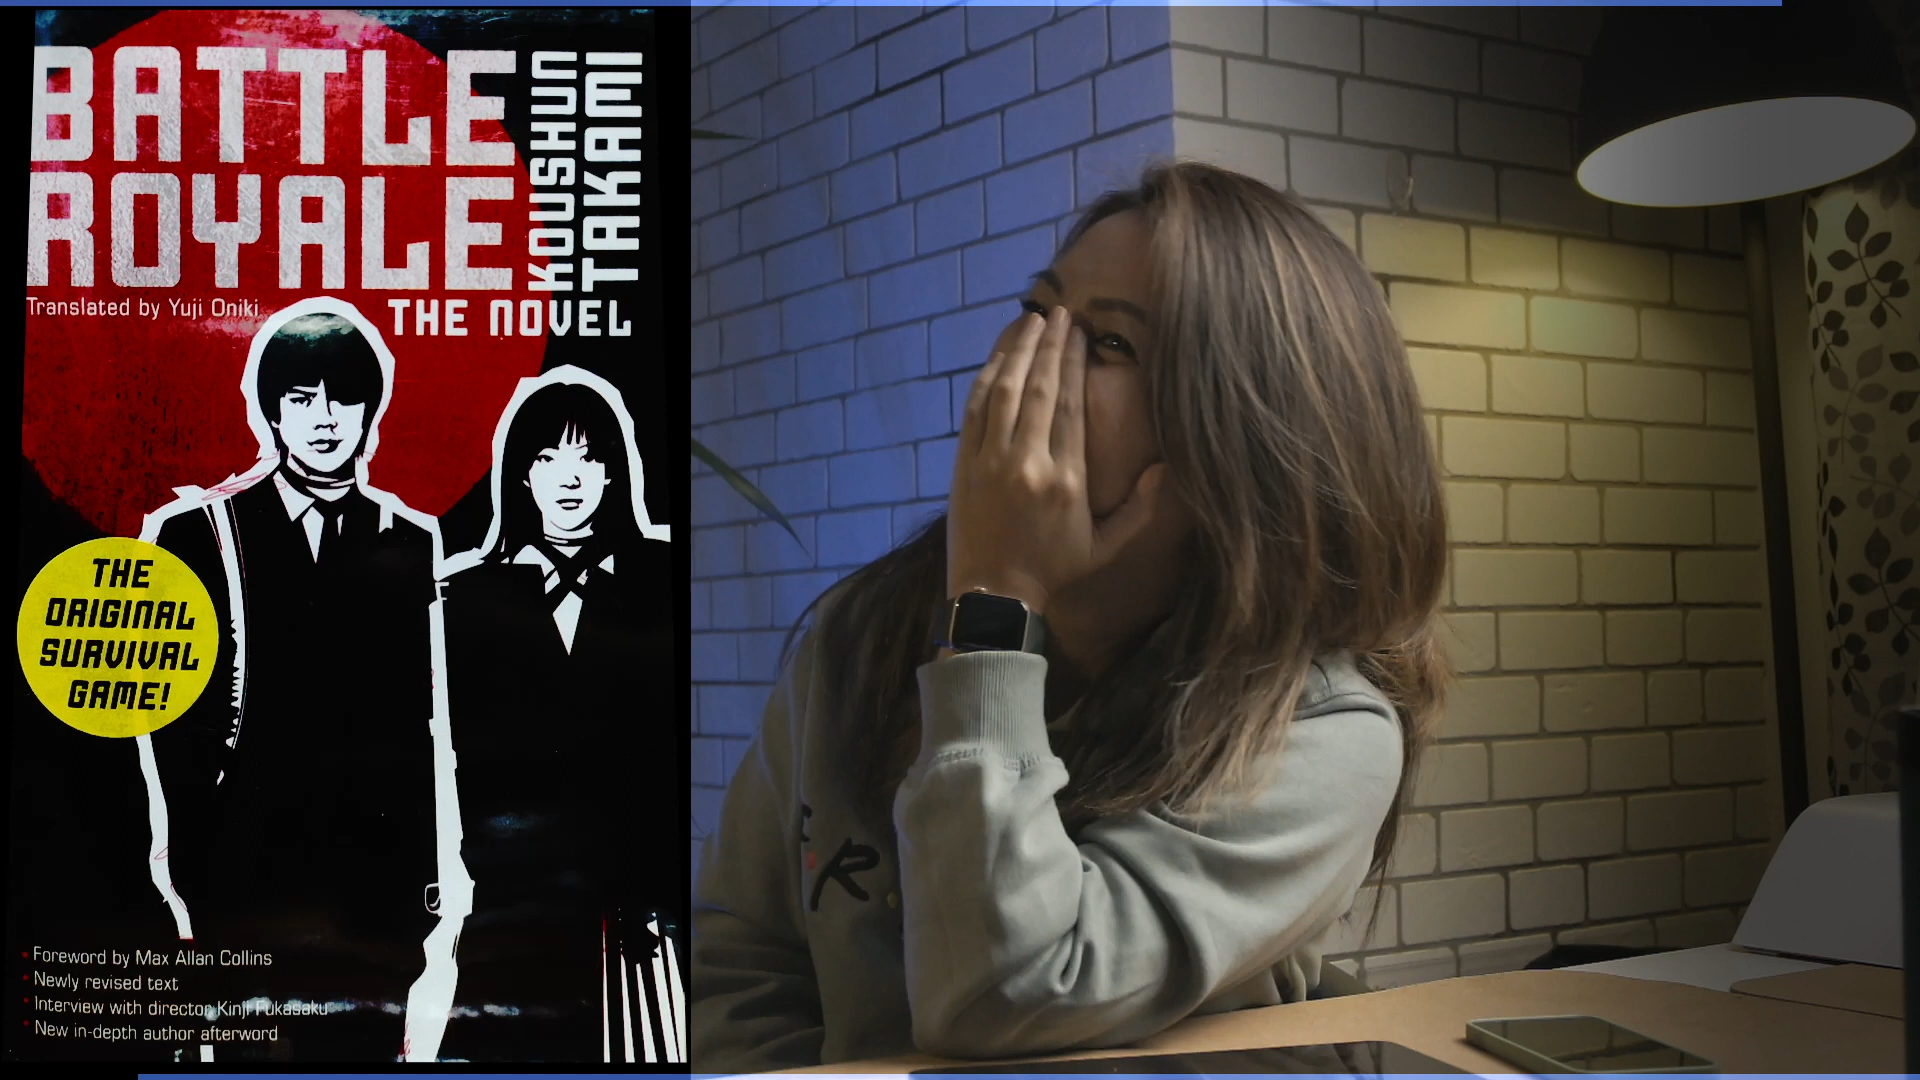 BATTLE
ROYALE
KOUSHUN
TAKAMI
THE NOVEL
Translated by Yuji Oniki
THE
ORIGINAL
SURVIVAL
GAME!
• Foreword by Max Allan Collins
• Newly revised text
• Interview with director Kinji Fukasaku
• New in-depth author afterword
R